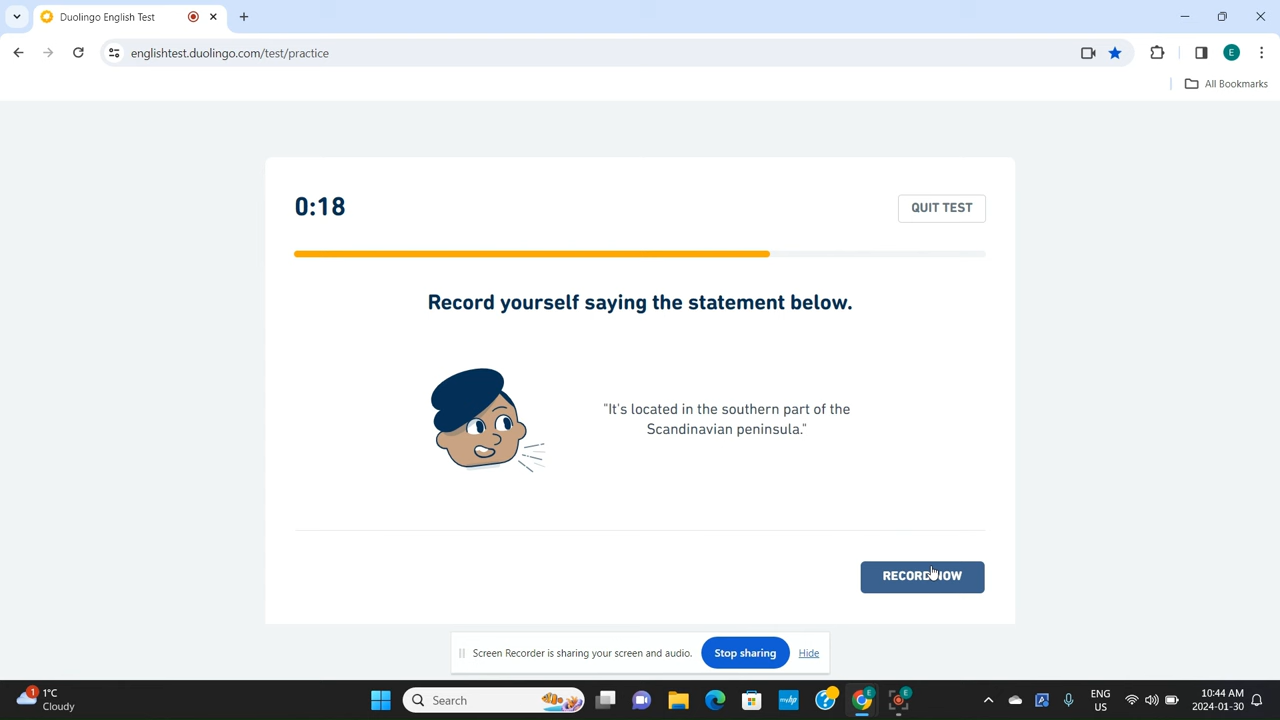 Duolingo English Test
englishtest.duolingo.com/test/practice
E
All Bookmarks
0:18
QUIT TEST
Record yourself saying the statement below.
"It's located in the southern part of the
Scandinavian peninsula."
RECORD NOW
Screen Recorder is sharing your screen and audio.
Stop sharing
Hide
1
1°C
Cloudy
Search
myhp
E
E
ENG
US
10:44 AM
2024-01-30